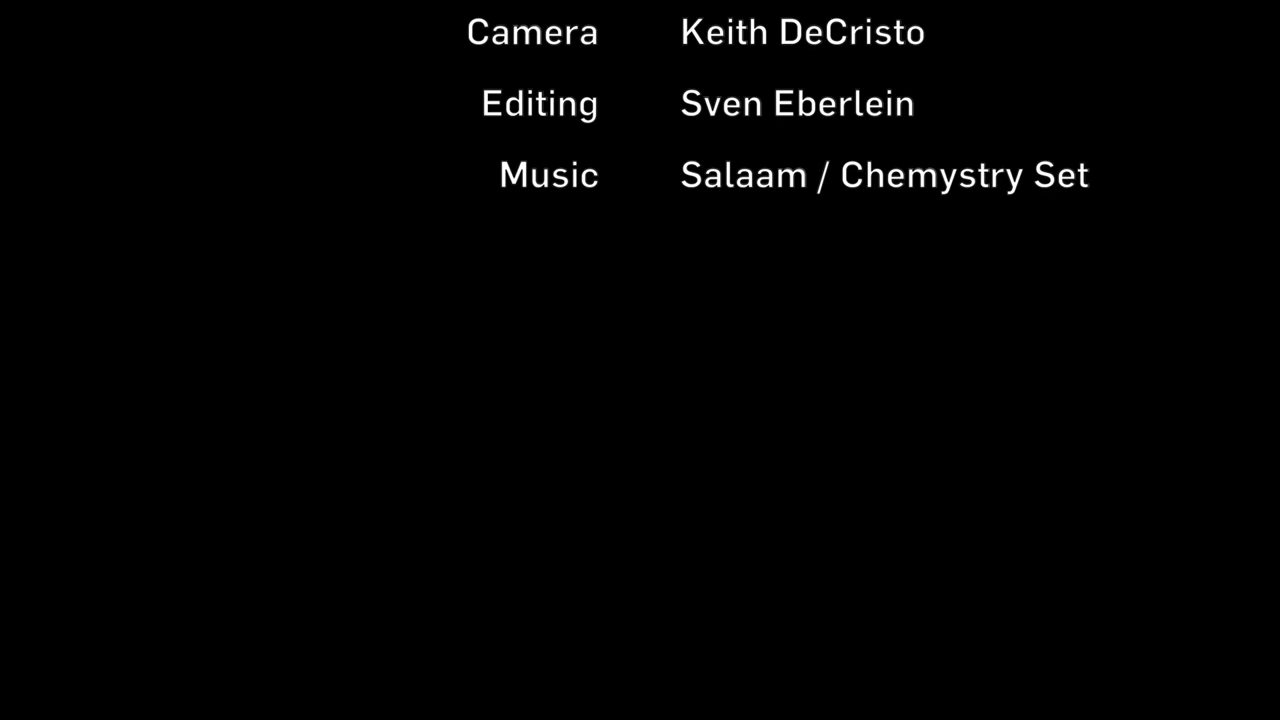 Camera Keith DeCristo
Editing Sven Eberlein
Music Salaam / Chemystry Set